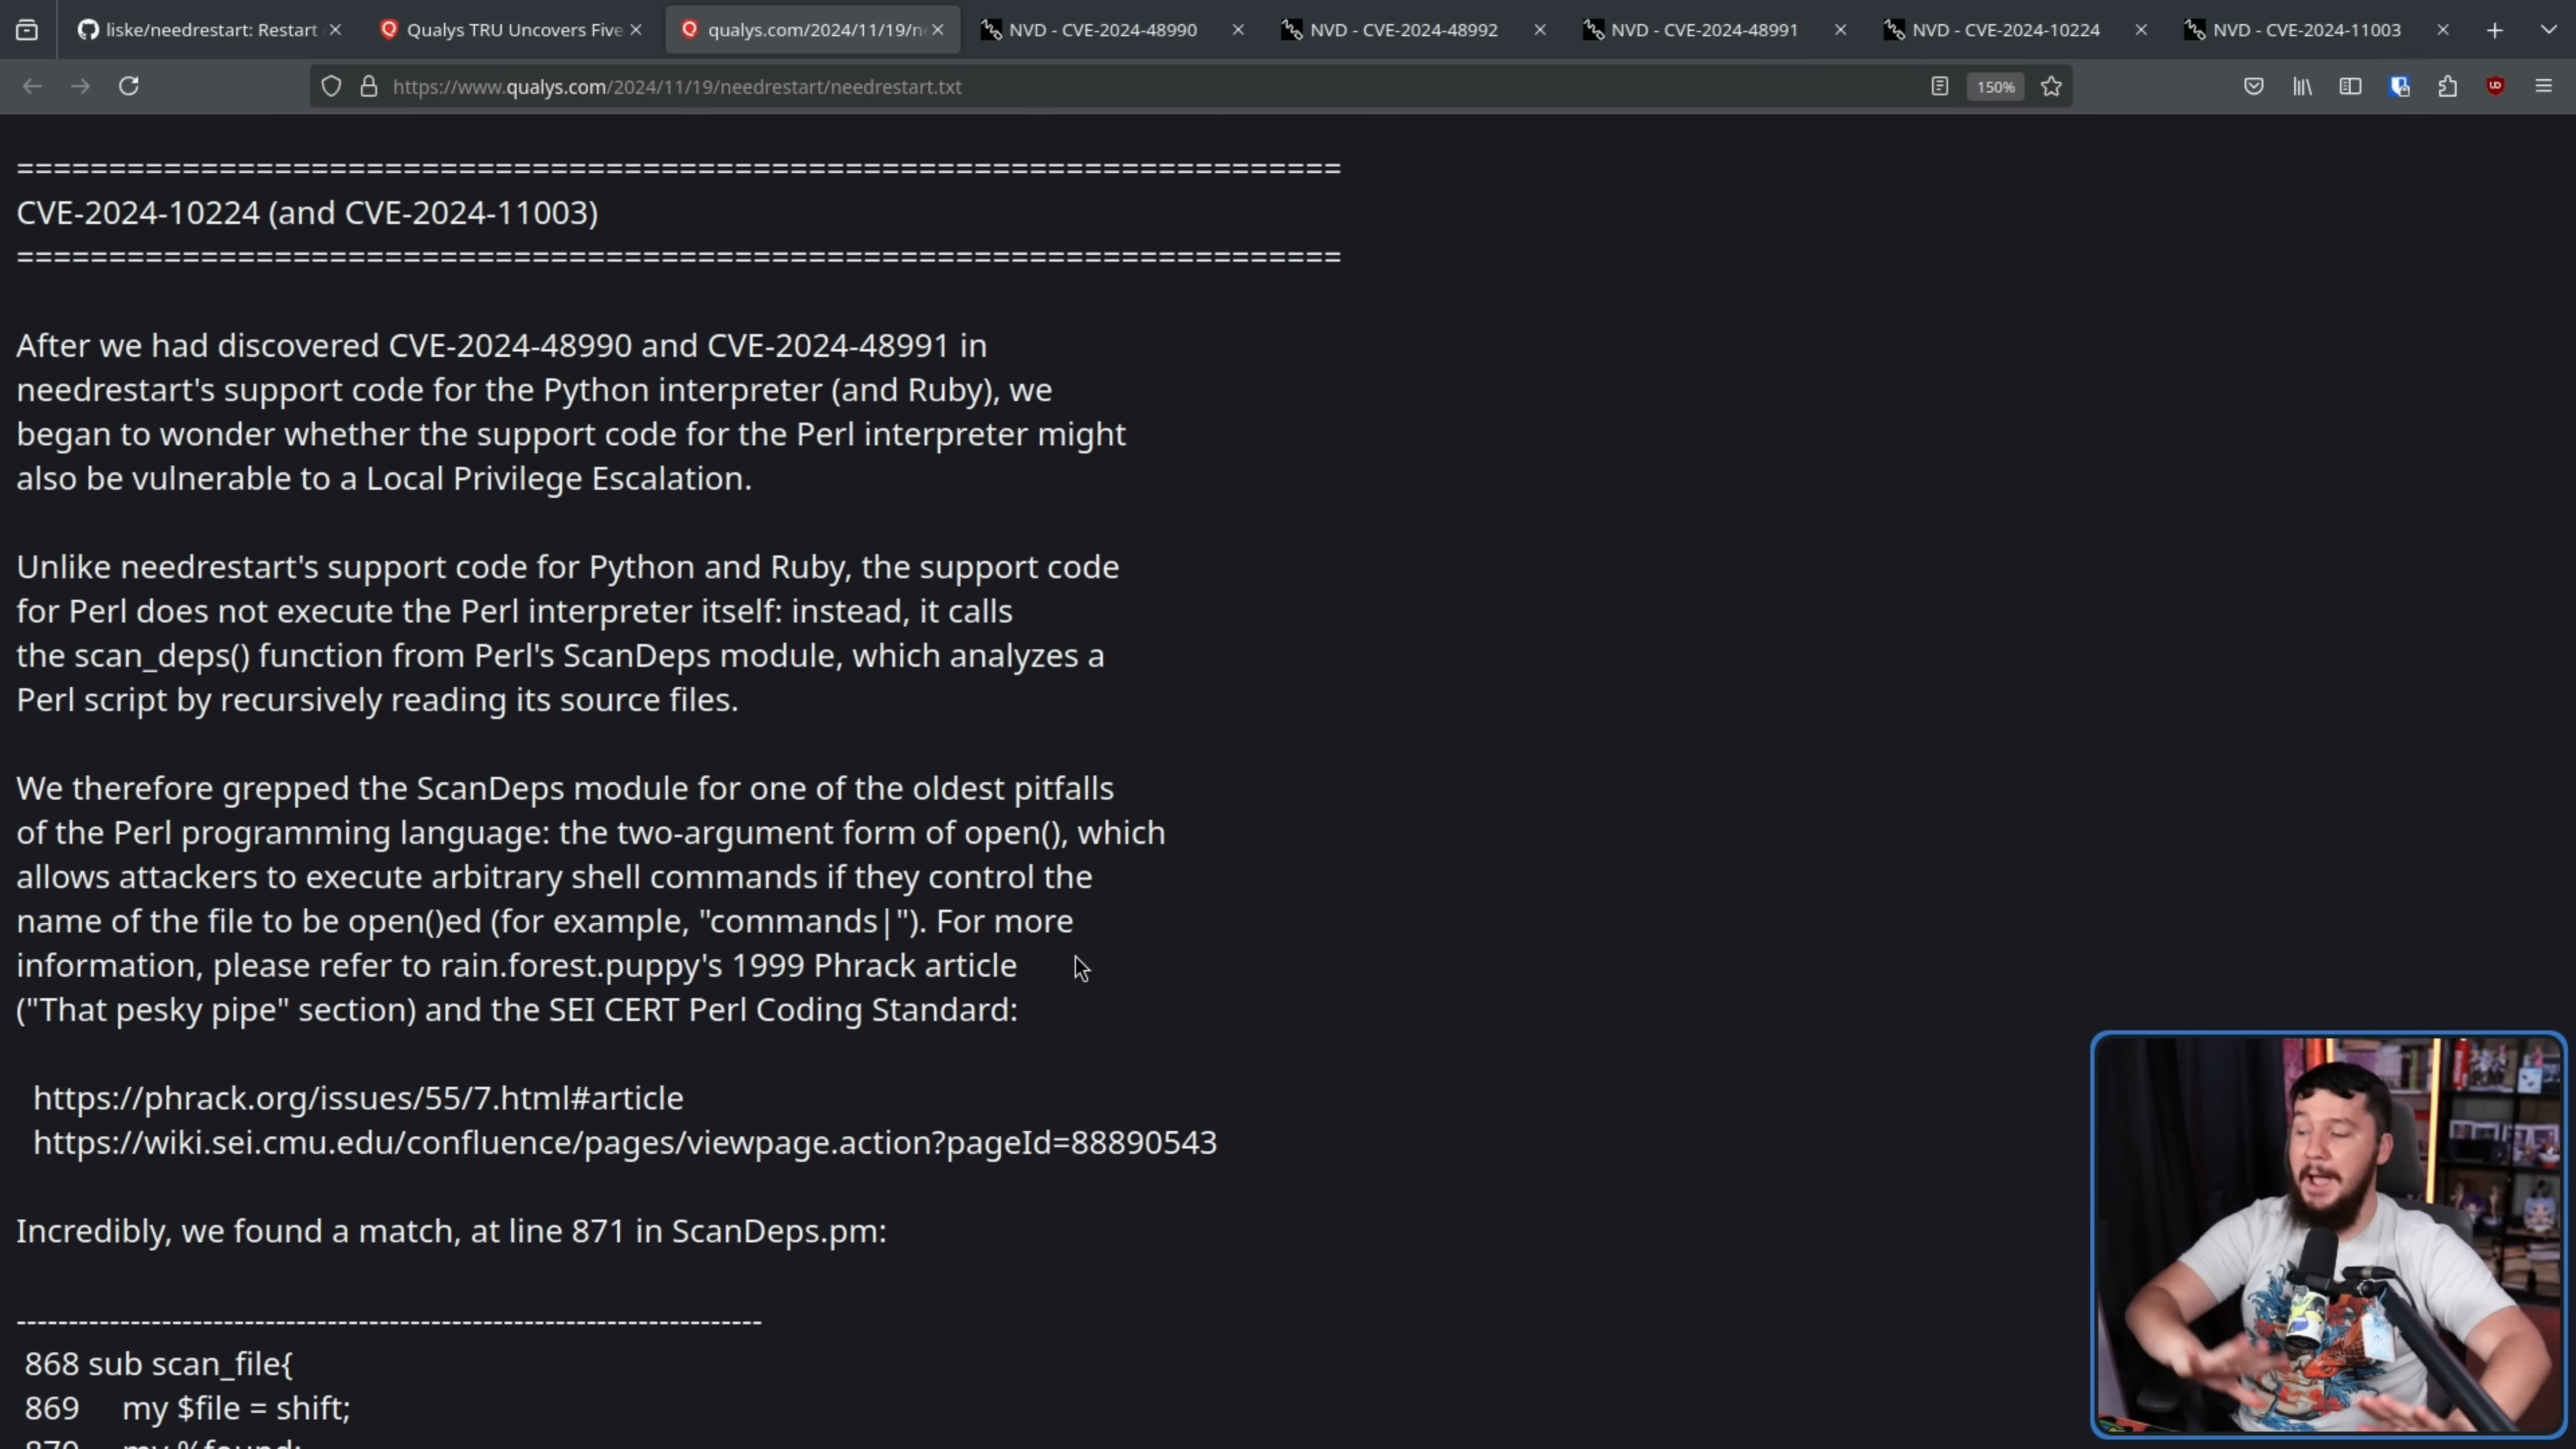 liske/needrestart: Restart
Qualys TRU Uncovers Five
qualys.com/2024/11/19/n
NVD - CVE-2024-48990
NVD - CVE-2024-48992
NVD - CVE-2024-48991
NVD - CVE-2024-10224
NVD - CVE-2024-11003
https://www.qualys.com/2024/11/19/needrestart/needrestart.txt
150%
========================================================================
CVE-2024-10224 (and CVE-2024-11003)
========================================================================
After we had discovered CVE-2024-48990 and CVE-2024-48991 in
needrestart's support code for the Python interpreter (and Ruby), we
began to wonder whether the support code for the Perl interpreter might
also be vulnerable to a Local Privilege Escalation.
Unlike needrestart's support code for Python and Ruby, the support code
for Perl does not execute the Perl interpreter itself: instead, it calls
the scan_deps() function from Perl's ScanDeps module, which analyzes a
Perl script by recursively reading its source files.
We therefore grepped the ScanDeps module for one of the oldest pitfalls
of the Perl programming language: the two-argument form of open(), which
allows attackers to execute arbitrary shell commands if they control the
name of the file to be open()ed (for example, "commands|"). For more
information, please refer to rain.forest.puppy's 1999 Phrack article
("That pesky pipe" section) and the SEI CERT Perl Coding Standard:
https://phrack.org/issues/55/7.html#article
https://wiki.sei.cmu.edu/confluence/pages/viewpage.action?pageId=88890543
Incredibly, we found a match, at line 871 in ScanDeps.pm:
------------------------------------------------------------------------
868 sub scan_file{
869 my $file = shift;
870 my %found;